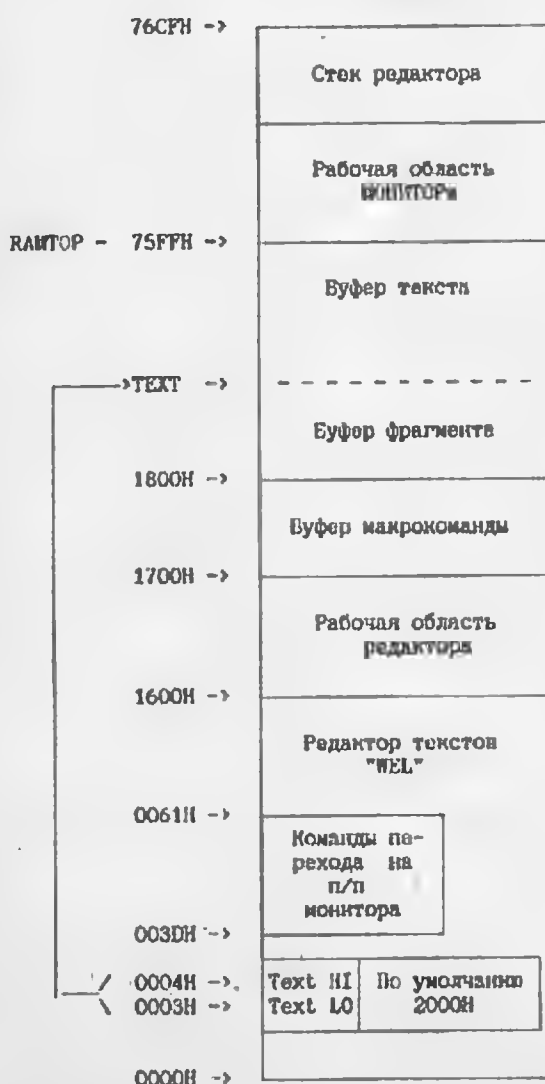 76CFH ->
Стек редактора
Рабочая область
монитора
RAMTOP - 75FFH ->
Буфер текста
->TEXT ->
Буфер фрагмента
1800H ->
Буфер макрокоманды
1700H ->
Рабочая область
редактора
1600H ->
Редактор текстов
"WEL"
0061H ->
Команды пе-
рехода на
п/п
монитора
003DH ->
/ 0004H -> Text HI По умолчанию
\ 0003H -> Text LO 2000H
0000H ->